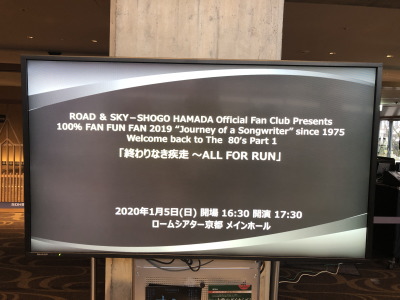 ROAD & SKY–SHOGO HAMADA Official Fan Club Presents
100% FAN FUN FAN 2019 "Journey of a Songwriter" since 1975
Welcome back to The 80's Part 1
「終わりなき疾走 〜ALL FOR RUN」
2020年1月5日(日) 開場 16:30 開演 17:30
ロームシアター京都 メインホール